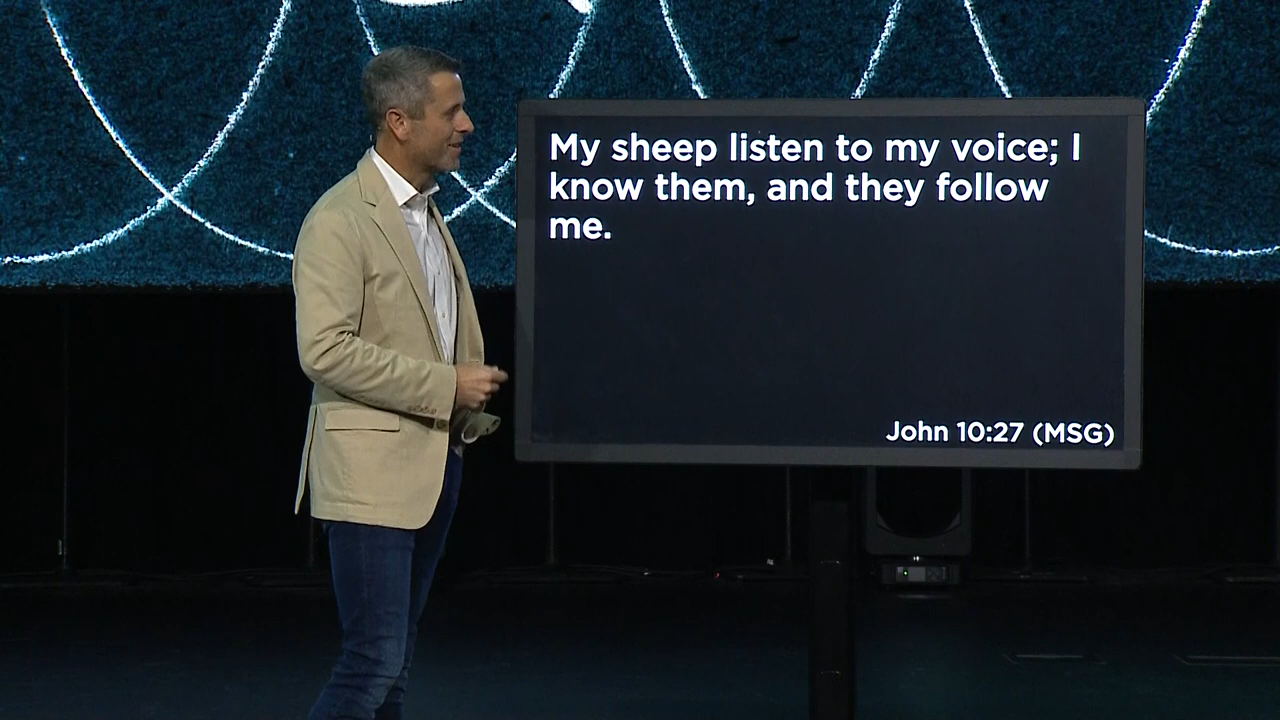 My sheep listen to my voice; I
know them, and they follow
me.
John 10:27 (MSG)